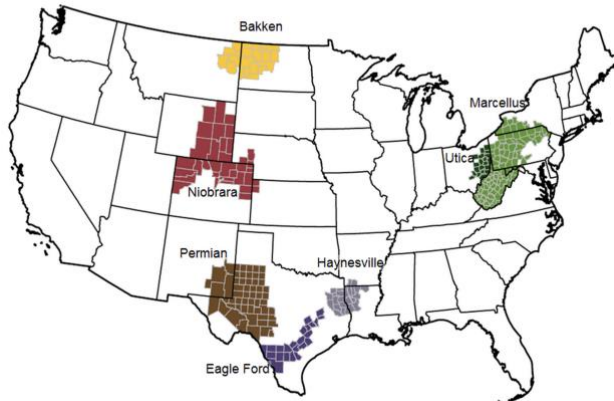 Bakken
Marcellus
Utica
Niobrara
Permian
Haynesville
Eagle Ford